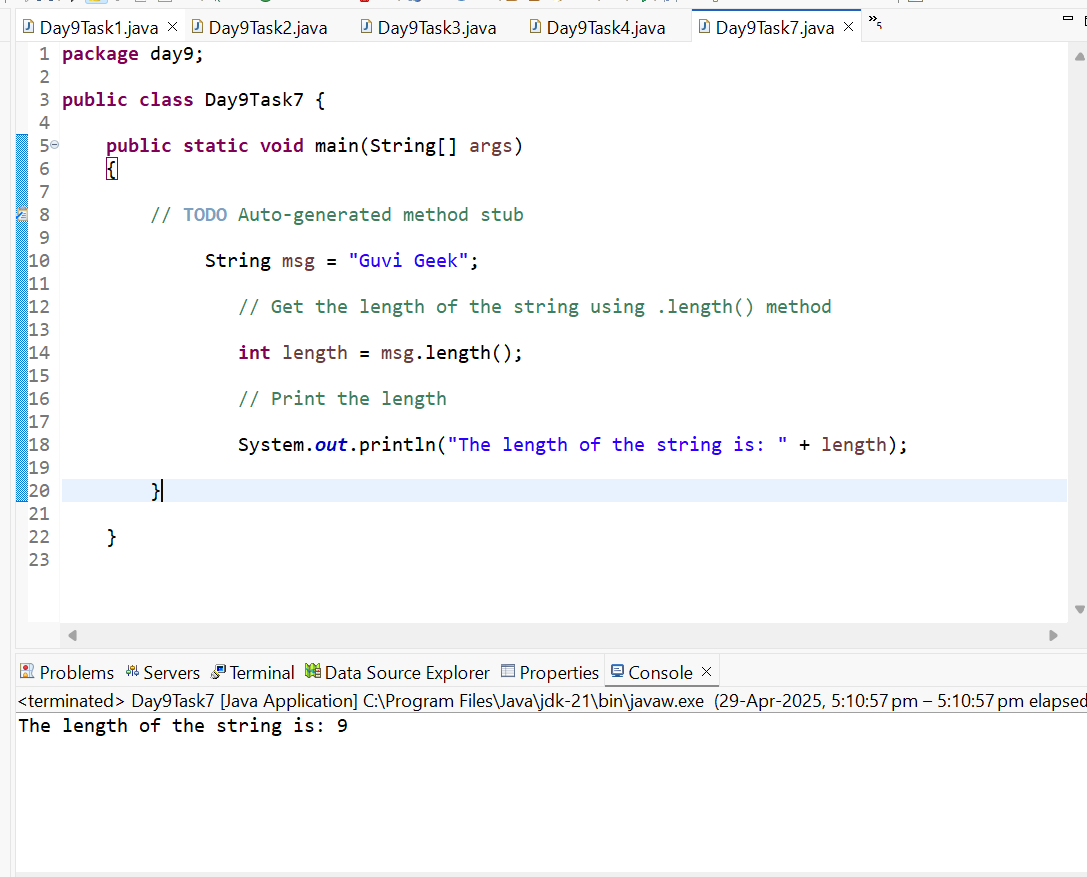 Day9Task1.java Day9Task2.java Day9Task3.java Day9Task4.java Day9Task7.java »5
1 package day9;
2
3 public class Day9Task7 {
4
5 public static void main(String[] args)
6 {
7
8 // TODO Auto-generated method stub
9
10 String msg = "Guvi Geek";
11
12 // Get the length of the string using .length() method
13
14 int length = msg.length();
15
16 // Print the length
17
18 System.out.println("The length of the string is: " + length);
19
20 }
21
22 }
23
Problems Servers Terminal Data Source Explorer Properties Console
<terminated> Day9Task7 [Java Application] C:\Program Files\Java\jdk-21\bin\javaw.exe (29-Apr-2025, 5:10:57 pm – 5:10:57 pm elapsed
The length of the string is: 9